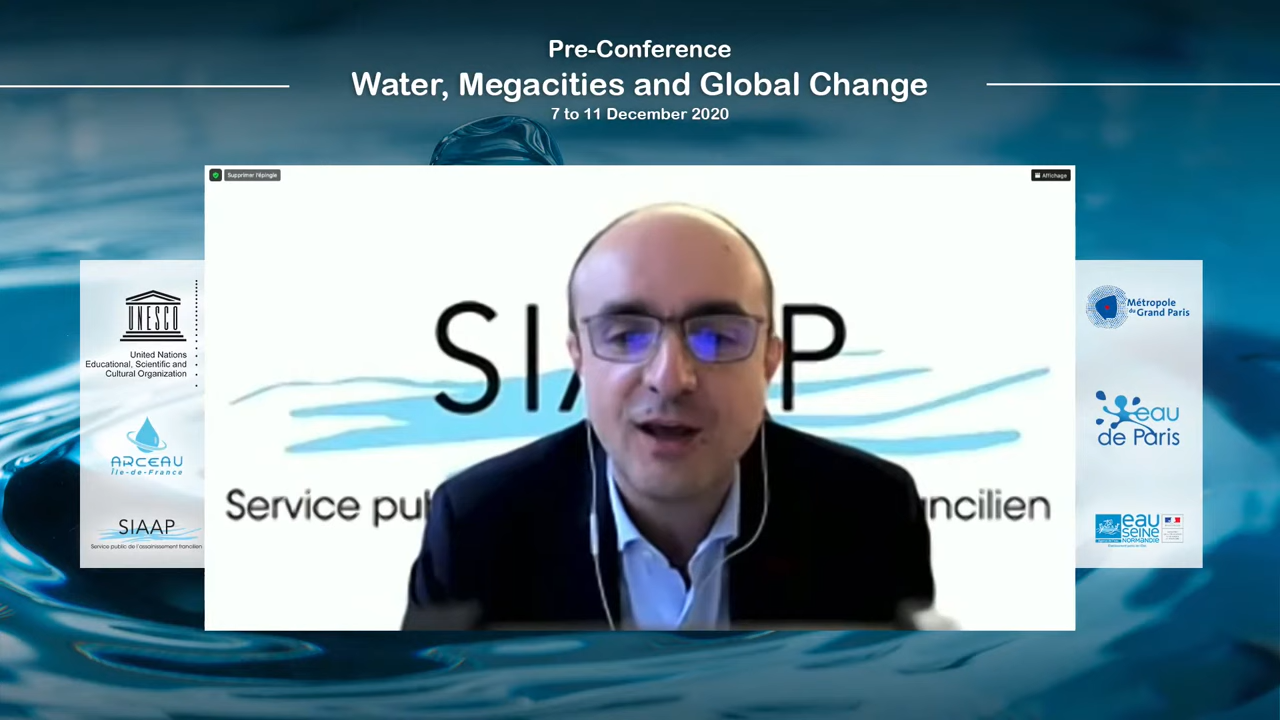 Pre-Conference
Water, Megacities and Global Change
7 to 11 December 2020
Supprimer l'épingle
Affichage
UNESCO
United Nations
Educational, Scientific and
Cultural Organization
ARCEAU
Île-de-France
SIAAP
Service public de l'assainissement francilien
SIA P
Service pub ancilien
Métropole
du Grand Paris
eau
de Paris
eau
SEINE
NORMANDIE